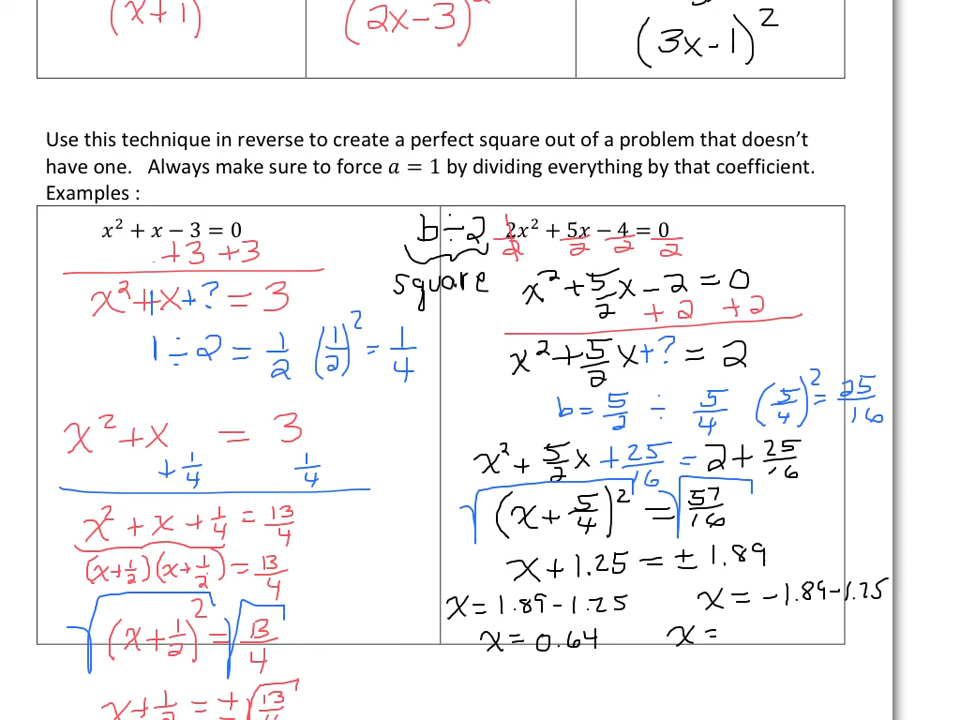 (x+1)
(2x-3)²
(3x-1)²
Use this technique in reverse to create a perfect square out of a problem that doesn't
have one. Always make sure to force a = 1 by dividing everything by that coefficient.
Examples :
x² + x − 3 = 0
+3 +3
x² + 1x + ? = 3
1 ÷ 2 = 1/2 (1/2)² = 1/4
x² + x = 3
+ 1/4 1/4
x² + x + 1/4 = 13/4
(x+1/2)(x+1/2) = 13/4
√(x+1/2)² = √13/4
x + 1/2 = ± √13/4
b ÷ 2
square
2x² + 5x − 4 = 0
2 2 2 2
x² + 5/2 x − 2 = 0
+ 2 + 2
x² + 5/2 x + ? = 2
b = 5/2 ÷ 5/4 (5/4)² = 25/16
x² + 5/2 x + 25/16 = 2 + 25/16
√(x + 5/4)² = √57/16
x + 1.25 = ± 1.89
x = 1.89 - 1.25 x = -1.89 - 1.25
x = 0.64 x =